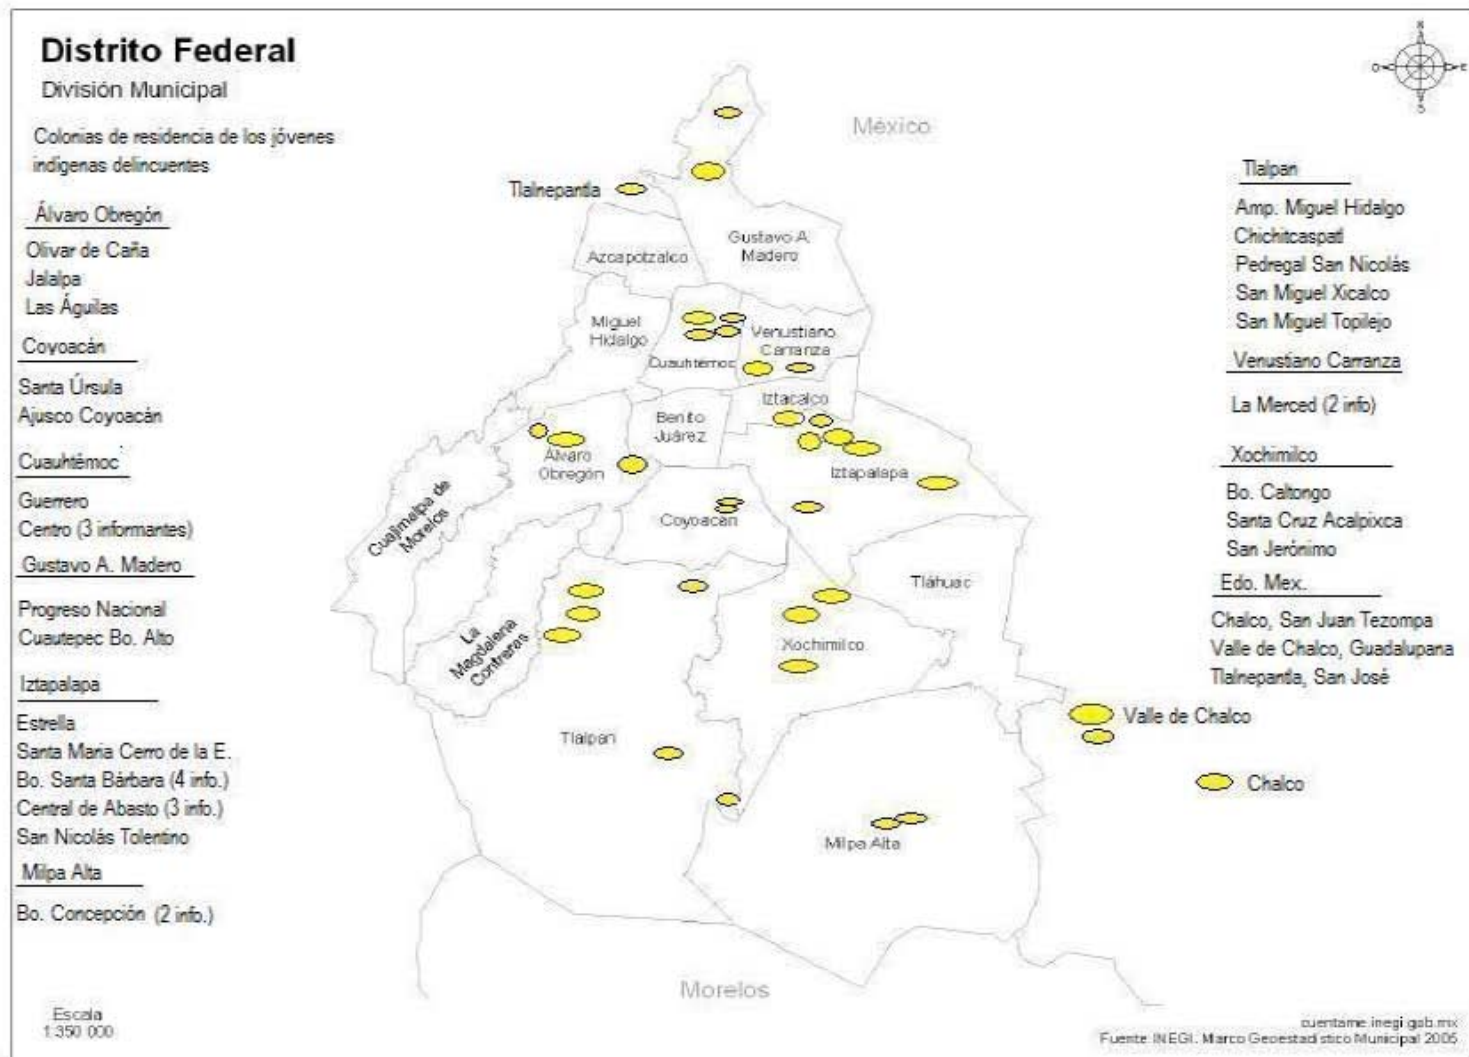 Distrito Federal
División Municipal
Colonias de residencia de los jóvenes
indígenas delincuentes
Álvaro Obregón
Olivar de Caña
Jalalpa
Las Águilas
Coyoacán
Santa Úrsula
Ajusco Coyoacán
Cuauhtémoc
Guerrero
Centro (3 informantes)
Gustavo A. Madero
Progreso Nacional
Cuautepec Bo. Alto
Iztapalapa
Estrella
Santa Maria Cerro de la E.
Bo. Santa Bárbara (4 info.)
Central de Abasto (3 info.)
San Nicolás Tolentino
Milpa Alta
Bo. Concepción (2 info.)
Escala
1:350 000
México
Tlalnepantla
Azcapotzalco
Gustavo A.
Madero
Miguel
Hidalgo
Cuauhtémoc
Venustiano
Carranza
Iztacalco
Benito
Juárez
Álvaro
Obregón
Iztapalapa
Cuajimalpa de
Morelos
Coyoacán
Tláhuac
La
Magdalena
Contreras
Xochimilco
Tlalpan
Milpa Alta
Valle de Chalco
Chalco
Morelos
N
O
E
S
Tlalpan
Amp. Miguel Hidalgo
Chichitcaspatl
Pedregal San Nicolás
San Miguel Xicalco
San Miguel Topilejo
Venustiano Carranza
La Merced (2 info)
Xochimilco
Bo. Caltongo
Santa Cruz Acalpixca
San Jerónimo
Edo. Mex.
Chalco, San Juan Tezompa
Valle de Chalco, Guadalupana
Tlalnepantla, San José
cuentame.inegi.gob.mx
Fuente INEGI. Marco Geoestadístico Municipal 2005